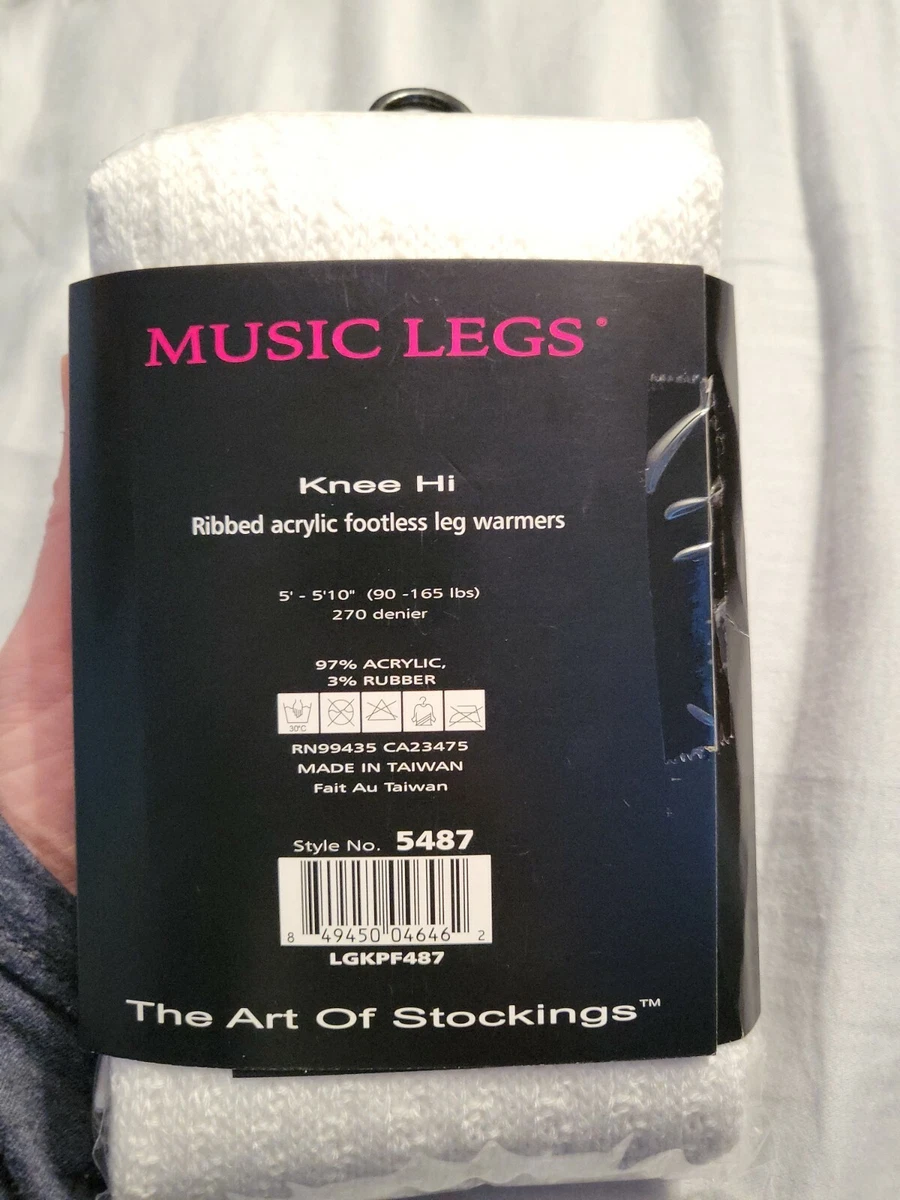 MUSIC LEGS
Knee Hi
Ribbed acrylic footless leg warmers
5' - 5'10" (90 -165 lbs)
270 denier
97% ACRYLIC,
3% RUBBER
30°C
RN99435 CA23475
MADE IN TAIWAN
Fait Au Taiwan
Style No. 5487
8 49450 04646 2
LGKPF487
The Art Of Stockings™